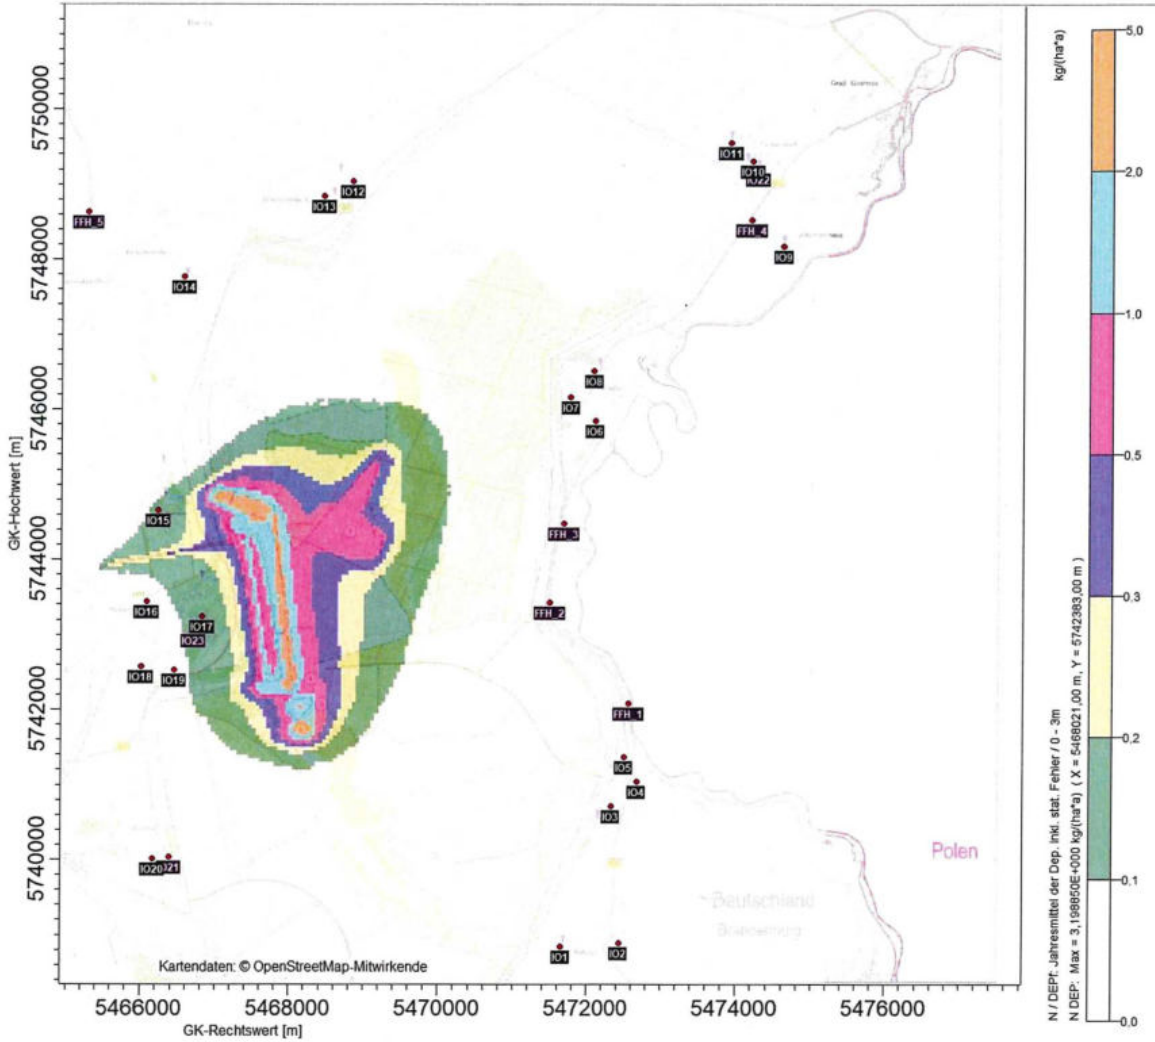 kg/(ha*a)
5,0
2,0
1,0
0,5
0,3
0,2
0,1
0,0
N / DEPf: Jahresmittel der Dep. inkl. stat. Fehler / 0 - 3m
N DEP: Max = 3,198850E+000 kg/(ha*a) ( X = 5468021,00 m, Y = 5742383,00 m )
GK-Hochwert [m]
5750000
5748000
5746000
5744000
5742000
5740000
IO11
IO10
IO22
IO12
IO13
FFH_5
FFH_4
IO9
IO14
IO8
IO7
IO6
IO15
FFH_3
IO16
FFH_2
IO17
IO23
IO18
IO19
FFH_1
IO5
IO4
IO3
IO20
Polen
Deutschland
IO1
IO2
Kartendaten: © OpenStreetMap-Mitwirkende
5466000
5468000
5470000
5472000
5474000
5476000
GK-Rechtswert [m]